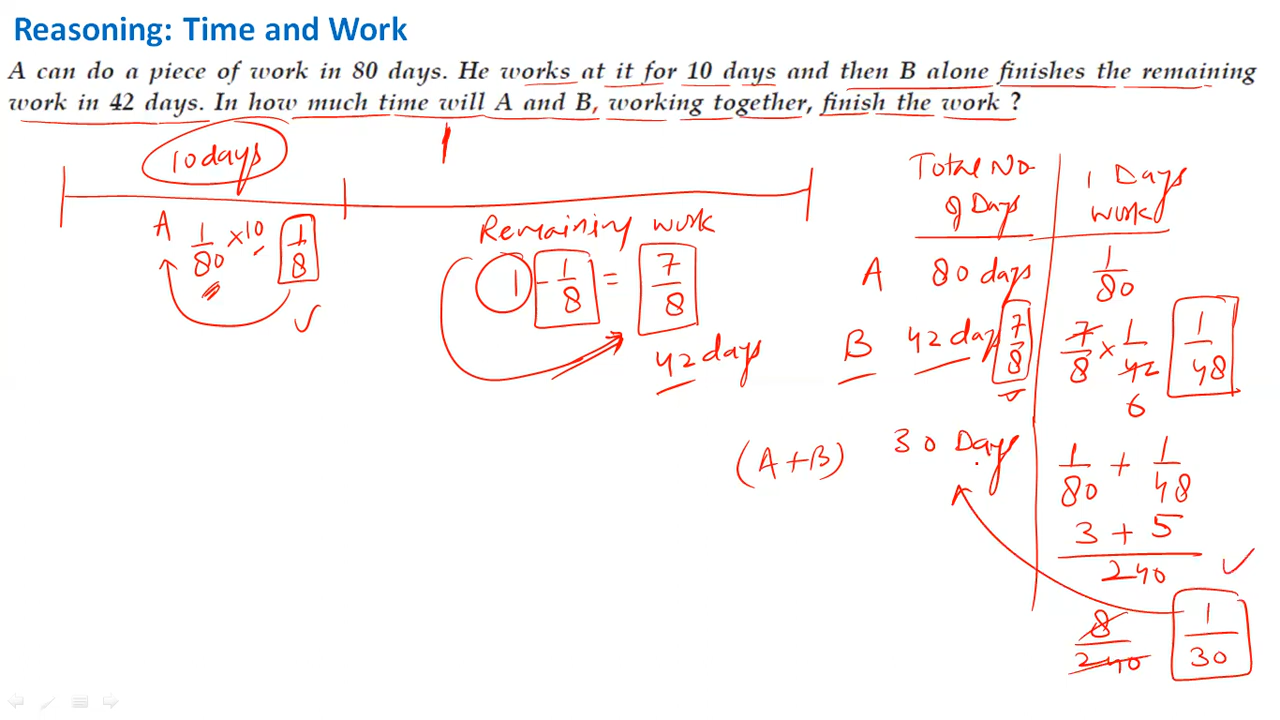 Reasoning: Time and Work
A can do a piece of work in 80 days. He works at it for 10 days and then B alone finishes the remaining
work in 42 days. In how much time will A and B, working together, finish the work ?
10 days
1
A 1/80 ×10 1/8
Remaining work
1 - 1/8 = 7/8
42 days
Total No of Days
1 Days work
A 80 days 1/80
B 42 day 7/8 7/8 × 1/42 1/48
6
(A+B) 30 Days 1/80 + 1/48
3 + 5
240
8/240 1/30